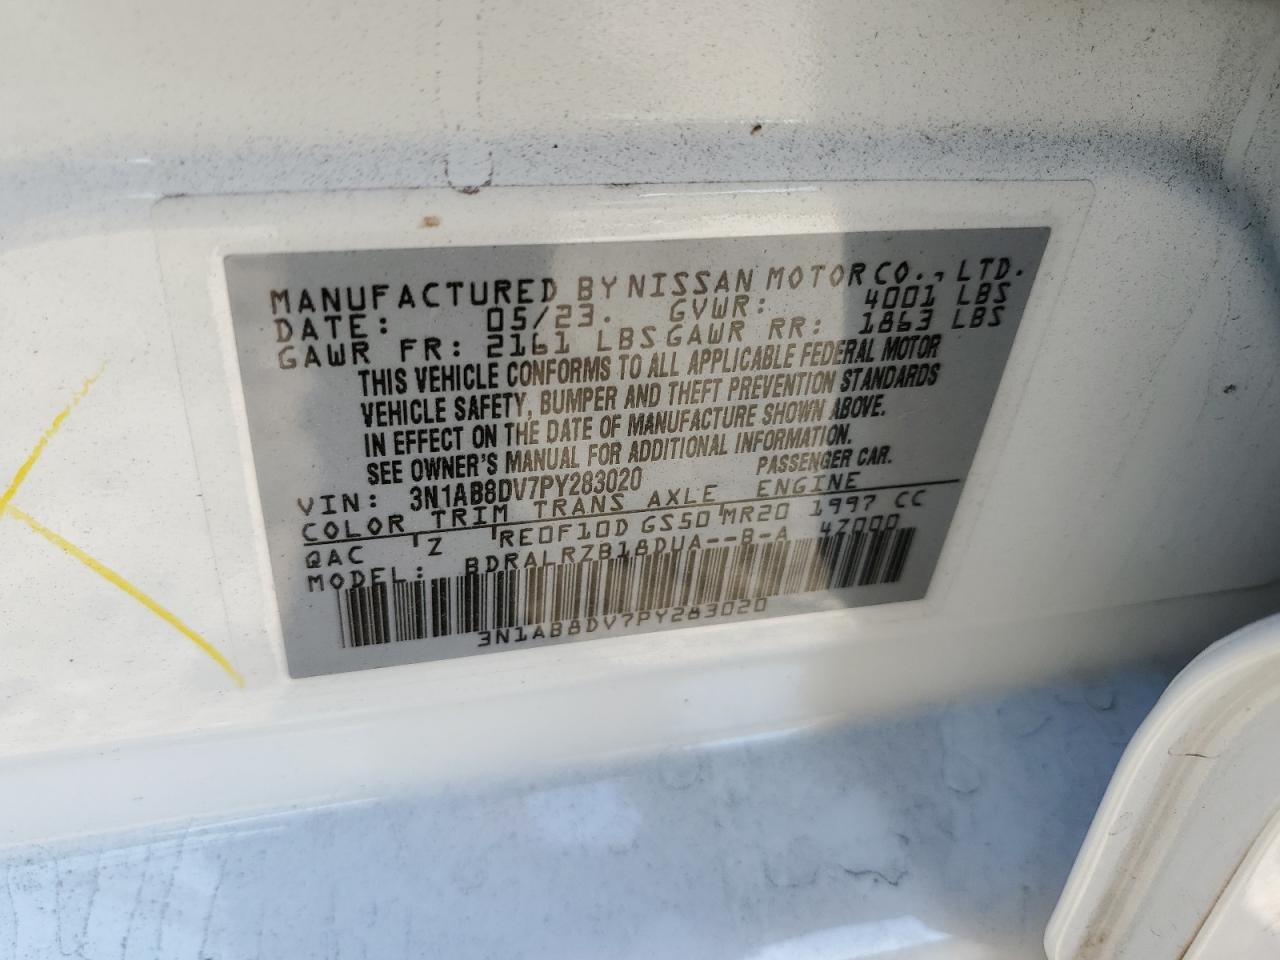 MANUFACTURED BY NISSAN MOTOR CO., LTD.
DATE: 05/23. GVWR: 4001 LBS
GAWR FR: 2161 LBS GAWR RR: 1863 LBS
THIS VEHICLE CONFORMS TO ALL APPLICABLE FEDERAL MOTOR
VEHICLE SAFETY, BUMPER AND THEFT PREVENTION STANDARDS
IN EFFECT ON THE DATE OF MANUFACTURE SHOWN ABOVE.
SEE OWNER'S MANUAL FOR ADDITIONAL INFORMATION.
VIN: 3N1AB8DV7PY283020 PASSENGER CAR.
COLOR TRIM TRANS AXLE ENGINE
QAC Z RE0F10D GS50 MR20 1997 CC
MODEL: BDRALRZB18DUA--B-A 4Z000
3N1AB8DV7PY283020